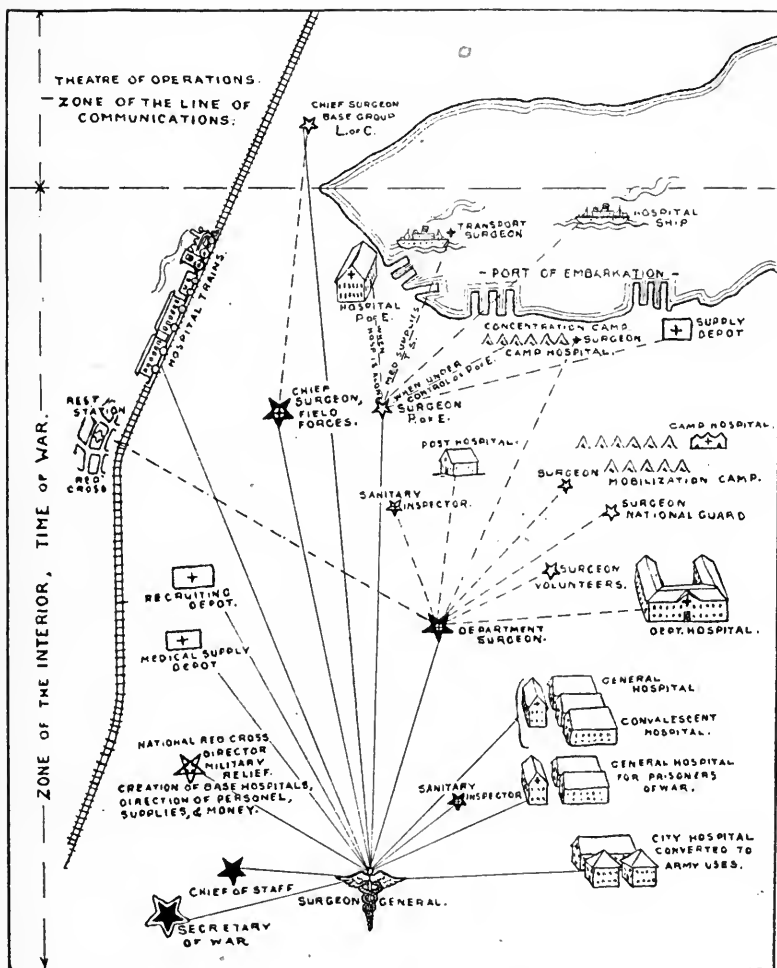 THEATRE OF OPERATIONS.
ZONE OF THE LINE OF
COMMUNICATIONS.
CHIEF SURGEON
BASE GROUP
L. of C.
TRANSPORT
SURGEON
HOSPITAL
SHIP
HOSPITAL TRAINS.
HOSPITAL
P. of E.
- PORT OF EMBARKATION -
CONCENTRATION CAMP.
SURGEON
CAMP HOSPITAL.
SUPPLY
DEPOT
MED. SUPPLIES
WHEN UNDER
CONTROL OF P. of E.
CHIEF
SURGEON,
FIELD
FORCES.
SURGEON
P. of E.
REST
STATION
RED
CROSS
POST HOSPITAL.
CAMP HOSPITAL.
SURGEON
MOBILIZATION CAMP.
SANITARY
INSPECTOR.
SURGEON
NATIONAL GUARD
SURGEON
VOLUNTEERS.
RECRUITING
DEPOT.
DEPARTMENT
SURGEON.
DEPT. HOSPITAL.
MEDICAL SUPPLY
DEPOT
GENERAL
HOSPITAL
CONVALESCENT
HOSPITAL.
NATIONAL RED CROSS
DIRECTOR
MILITARY
RELIEF.
CREATION OF BASE HOSPITALS,
DIRECTION OF PERSONEL,
SUPPLIES, & MONEY.
SANITARY
INSPECTOR
GENERAL HOSPITAL
FOR PRISONERS
OF WAR.
CITY HOSPITAL
CONVERTED TO
ARMY USES.
CHIEF OF STAFF
SURGEON GENERAL.
SECRETARY
OF WAR
ZONE OF THE INTERIOR, TIME OF WAR.